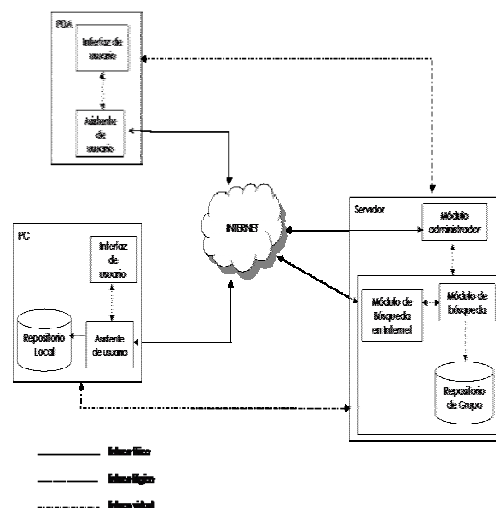 PDA
Interfaz de
usuario
Asistente
de
usuario
INTERNET
PC
Interfaz
de
usuario
Repositorio
Local
Asistente
de usuario
Servidor
Módulo
administrador
Módulo de
Búsqueda
en Internet
Módulo de
búsqueda
Repositorio
de Grupo